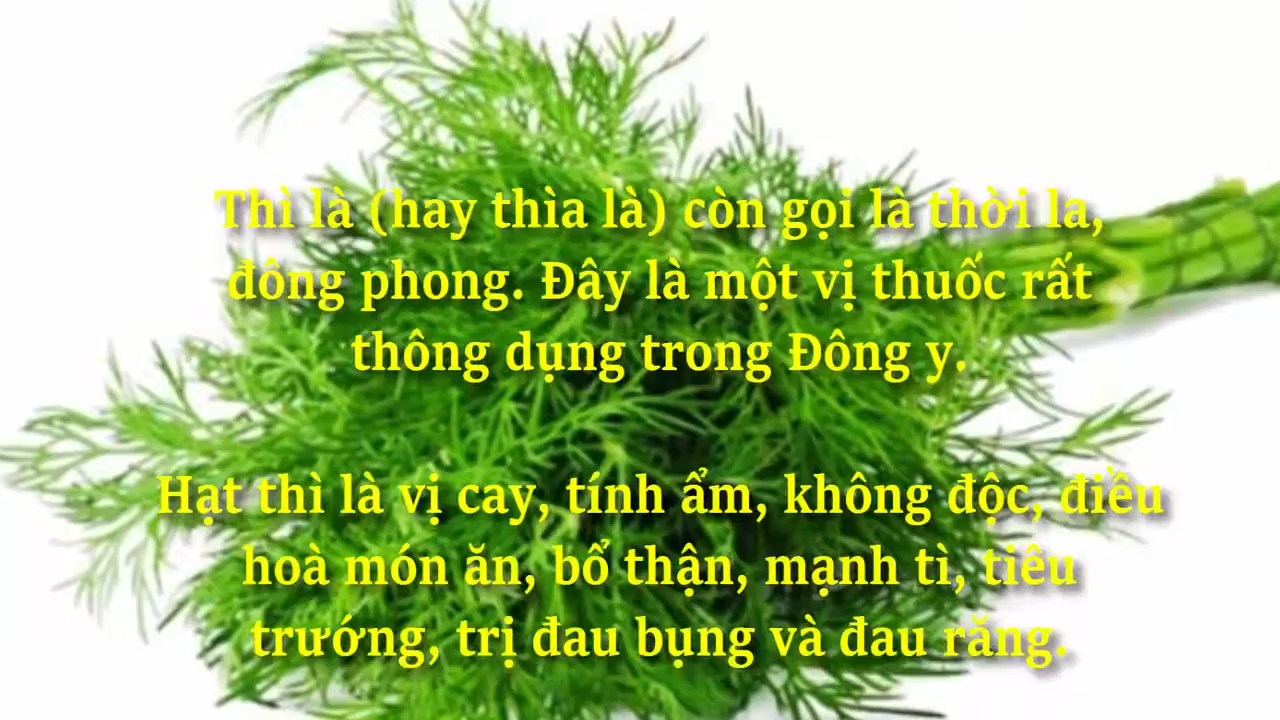 Thì là (hay thìa là) còn gọi là thời la,
đông phong. Đây là một vị thuốc rất
thông dụng trong Đông y.
Hạt thì là vị cay, tính ẩm, không độc, điều
hoà món ăn, bổ thận, mạnh tì, tiêu
trướng, trị đau bụng và đau răng.